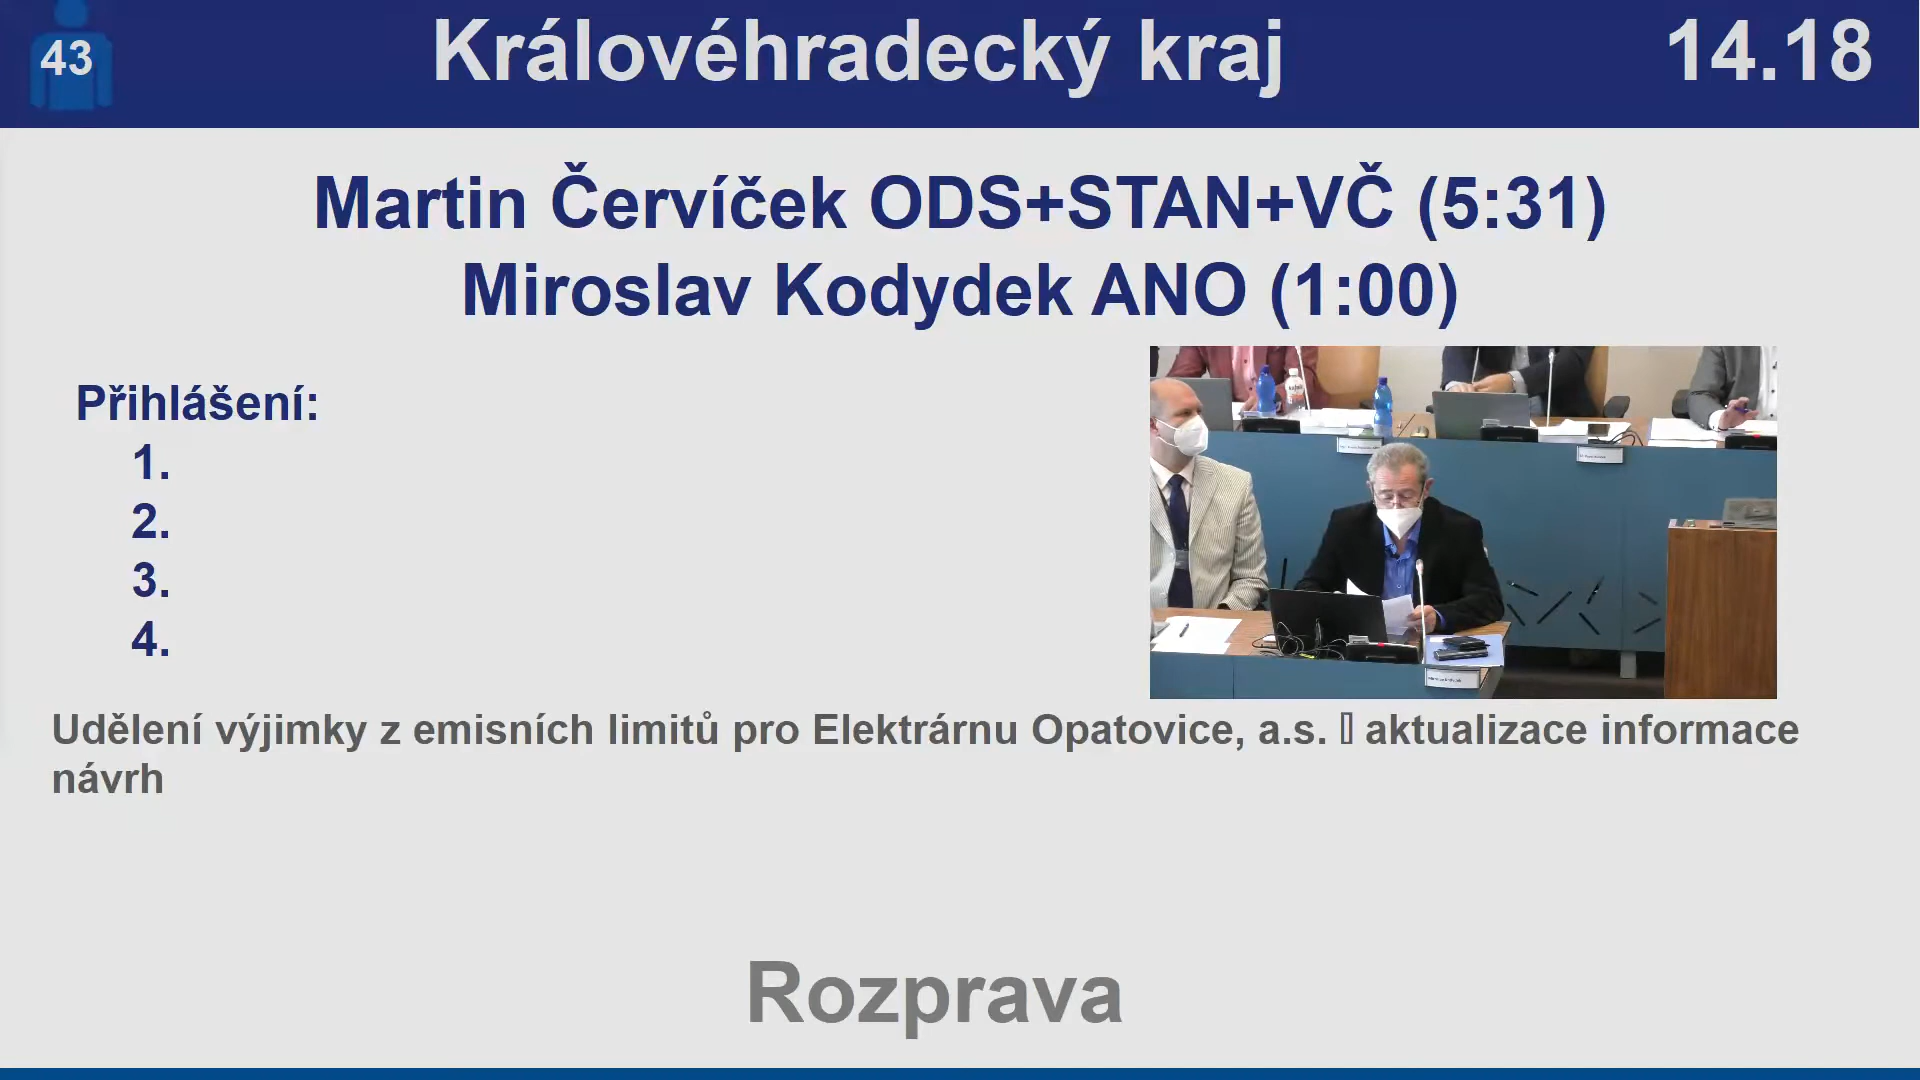 43
Královéhradecký kraj
14.18
Martin Červíček ODS+STAN+VČ (5:31)
Miroslav Kodydek ANO (1:00)
Přihlášení:
1.
2.
3.
4.
Udělení výjimky z emisních limitů pro Elektrárnu Opatovice, a.s. ▯ aktualizace informace
návrh
Rozprava